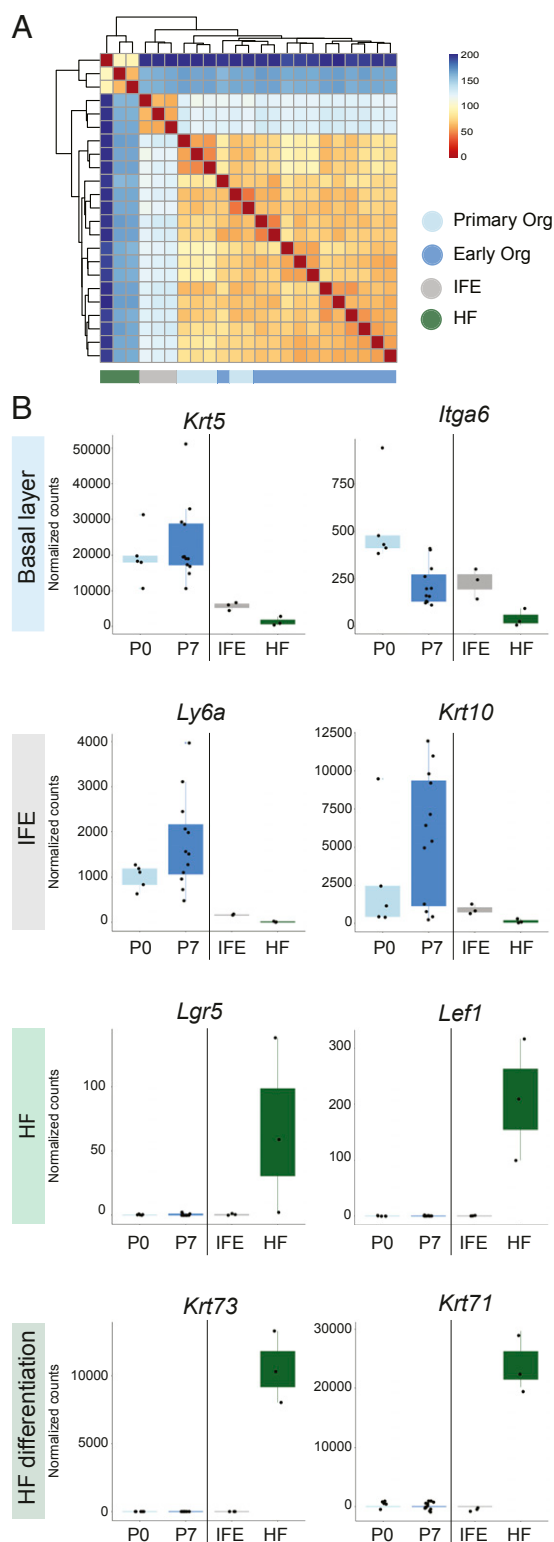 A
200
150
100
50
0
Primary Org
Early Org
IFE
HF
B
Basal layer
Krt5
Itga6
Normalized counts
50000
40000
30000
20000
10000
0
750
500
250
0
P0 P7 IFE HF
P0 P7 IFE HF
IFE
Ly6a
Krt10
Normalized counts
4000
3000
2000
1000
0
12500
10000
7500
5000
2500
0
P0 P7 IFE HF
P0 P7 IFE HF
HF
Lgr5
Lef1
Normalized counts
100
50
0
300
200
100
0
P0 P7 IFE HF
P0 P7 IFE HF
HF differentiation
Krt73
Krt71
Normalized counts
10000
5000
0
30000
20000
10000
0
P0 P7 IFE HF
P0 P7 IFE HF